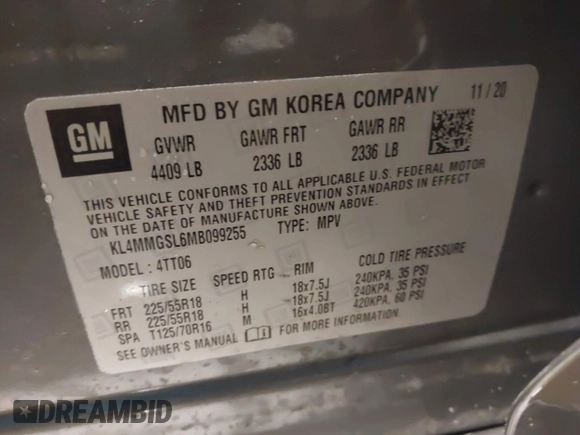 GM
MFD BY GM KOREA COMPANY 11/20
GVWR GAWR FRT GAWR RR
4409 LB 2336 LB 2336 LB
THIS VEHICLE CONFORMS TO ALL APPLICABLE U.S. FEDERAL MOTOR
VEHICLE SAFETY AND THEFT PREVENTION STANDARDS IN EFFECT
ON THE DATE OF MANUFACTURE SHOWN ABOVE.
KL4MMGSL6MB099255 TYPE: MPV
MODEL: 4TT06
TIRE SIZE SPEED RTG RIM COLD TIRE PRESSURE
FRT 225/55R18 H 18x7.5J 240KPA. 35 PSI
RR 225/55R18 H 18x7.5J 240KPA. 35 PSI
SPA T125/70R16 M 16x4.0BT 420KPA. 60 PSI
SEE OWNER'S MANUAL FOR MORE INFORMATION.
DREAMBID